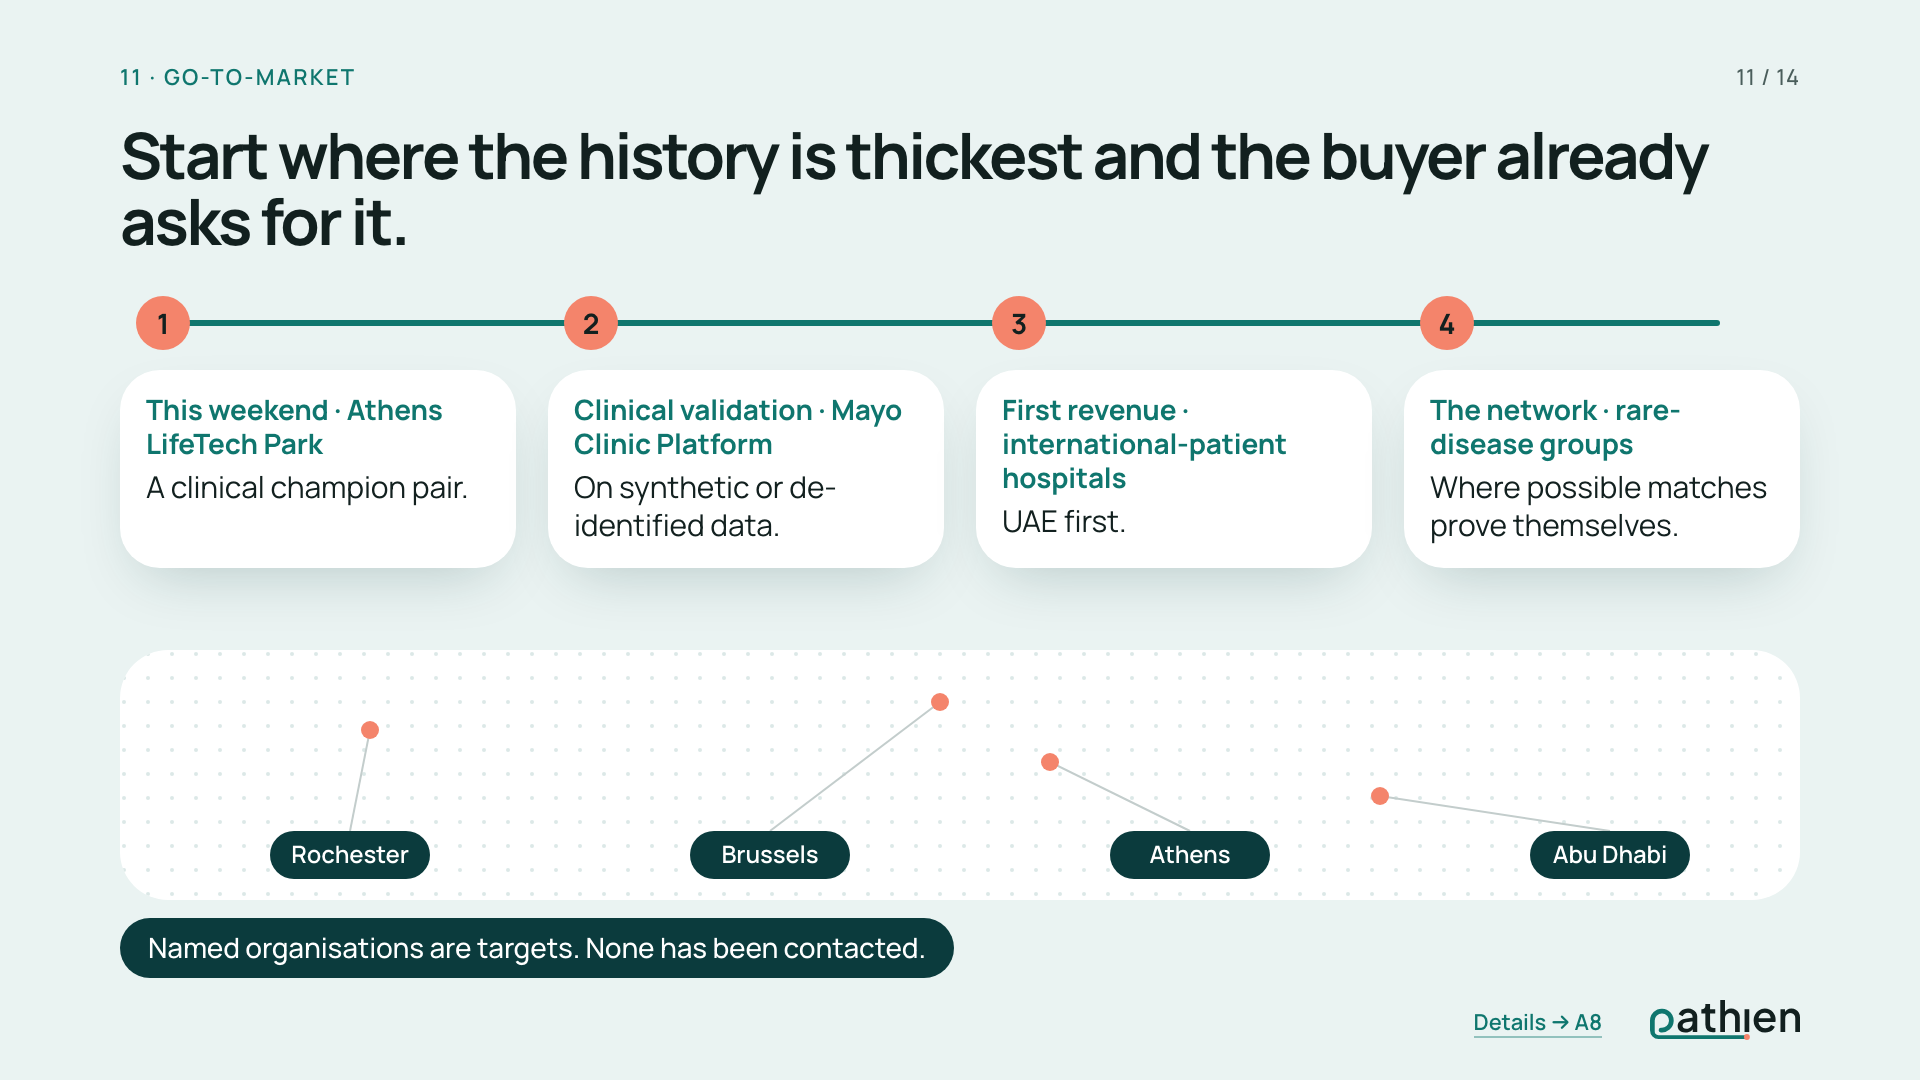 11 · GO-TO-MARKET
11 / 14
Start where the history is thickest and the buyer already
asks for it.
1
2
3
4
This weekend · Athens
LifeTech Park
A clinical champion pair.
Clinical validation · Mayo
Clinic Platform
On synthetic or de-
identified data.
First revenue ·
international-patient
hospitals
UAE first.
The network · rare-
disease groups
Where possible matches
prove themselves.
Rochester
Brussels
Athens
Abu Dhabi
Named organisations are targets. None has been contacted.
Details → A8
pathien